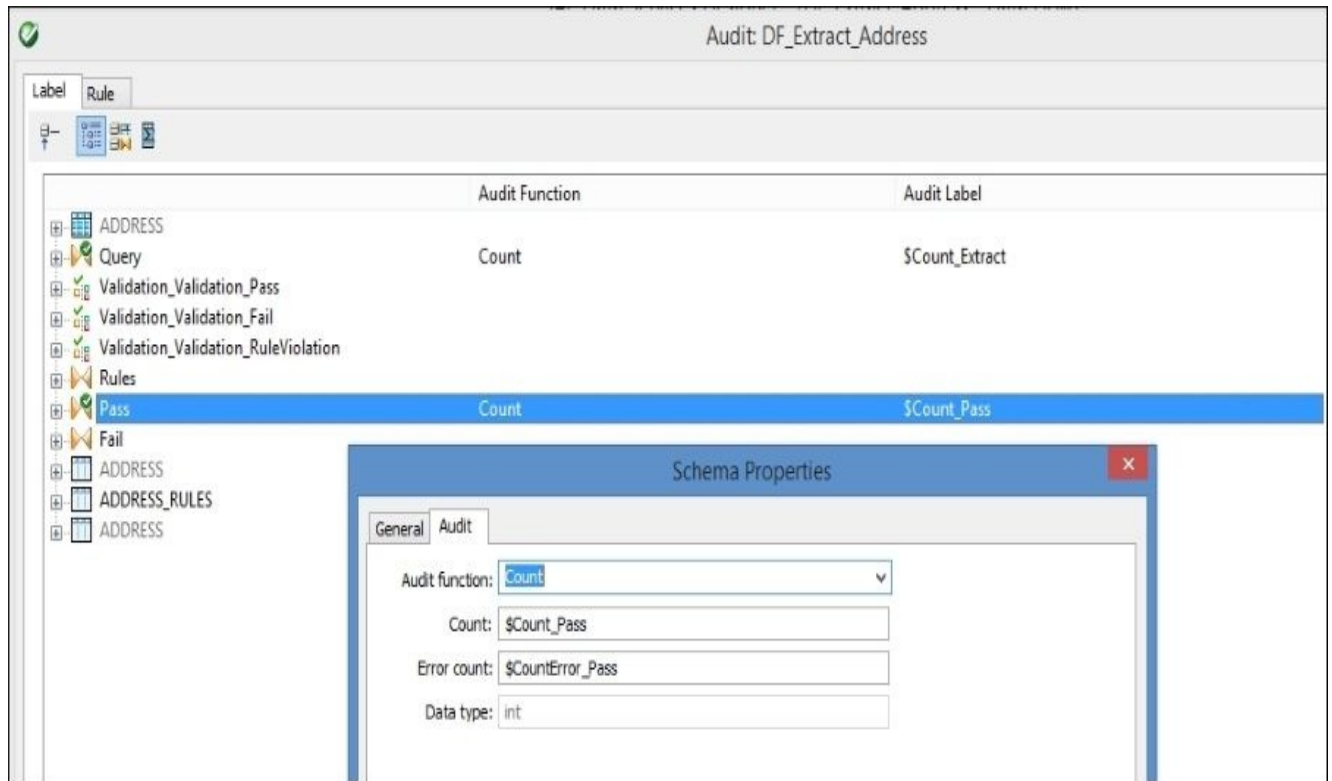 Audit: DF_Extract_Address
Label Rule
Audit Function Audit Label
ADDRESS
Query Count $Count_Extract
Validation_Validation_Pass
Validation_Validation_Fail
Validation_Validation_RuleViolation
Rules
Pass Count $Count_Pass
Fail
ADDRESS
ADDRESS_RULES
ADDRESS
Schema Properties
General Audit
Audit function: Count
Count: $Count_Pass
Error count: $CountError_Pass
Data type: int